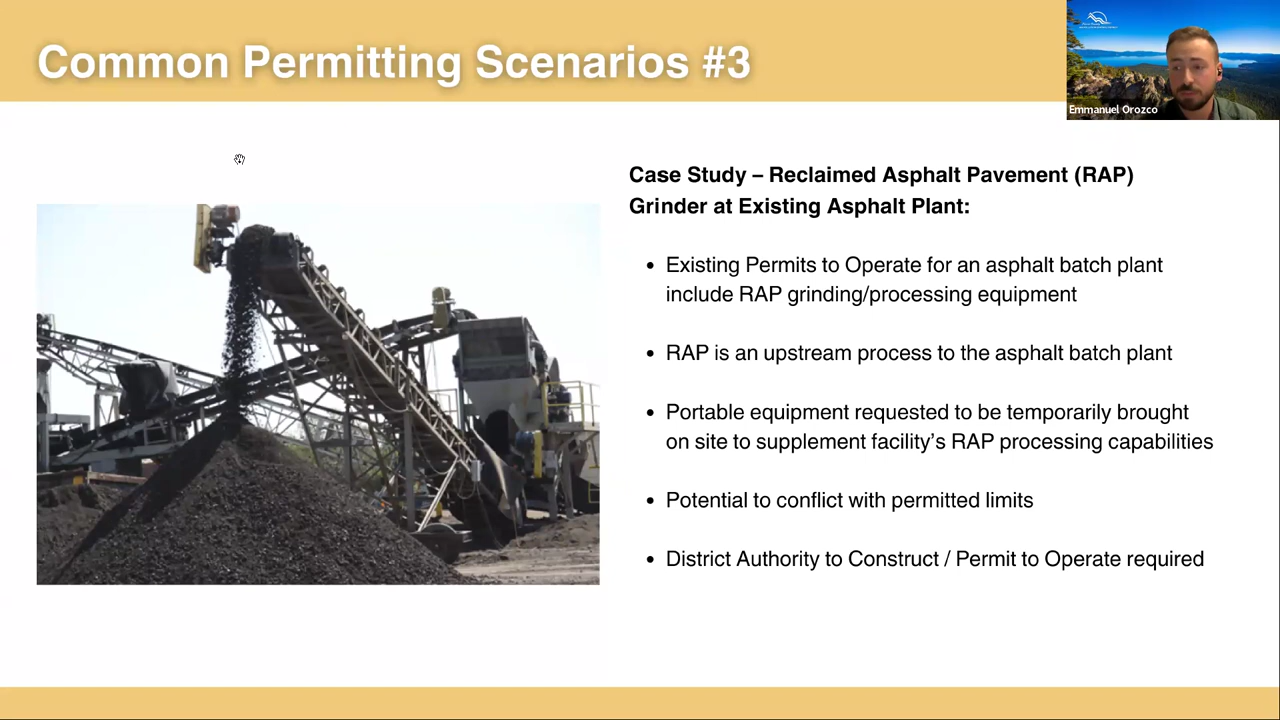 Common Permitting Scenarios #3
Emmanuel Orozco
Case Study – Reclaimed Asphalt Pavement (RAP)
Grinder at Existing Asphalt Plant:
• Existing Permits to Operate for an asphalt batch plant
include RAP grinding/processing equipment
• RAP is an upstream process to the asphalt batch plant
• Portable equipment requested to be temporarily brought
on site to supplement facility’s RAP processing capabilities
• Potential to conflict with permitted limits
• District Authority to Construct / Permit to Operate required